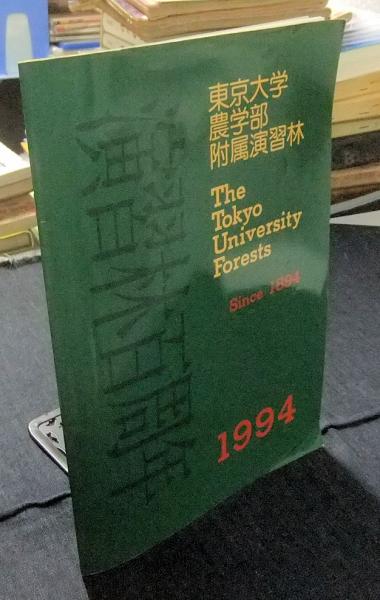 東京大学
農学部
附属演習林
The
Tokyo
University
Forests
Since 1894
1994
演習林百周年